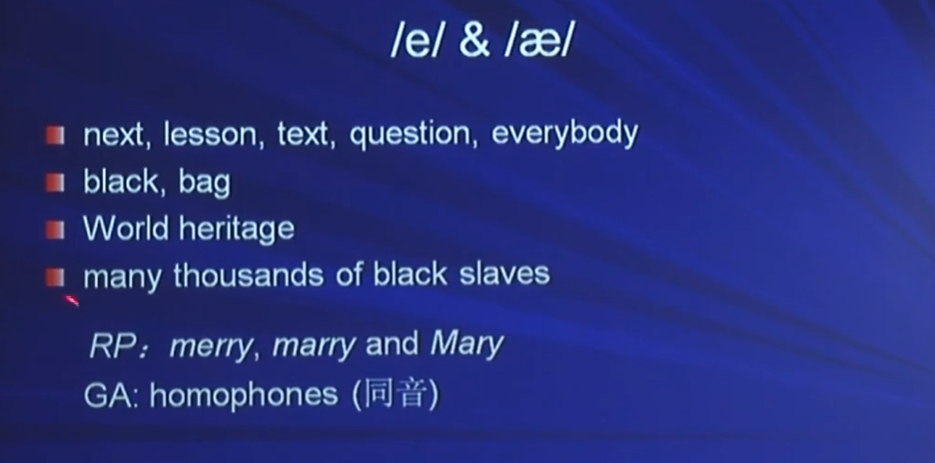 /e/ & /æ/
next, lesson, text, question, everybody
black, bag
World heritage
many thousands of black slaves
RP：merry, marry and Mary
GA: homophones (同音)